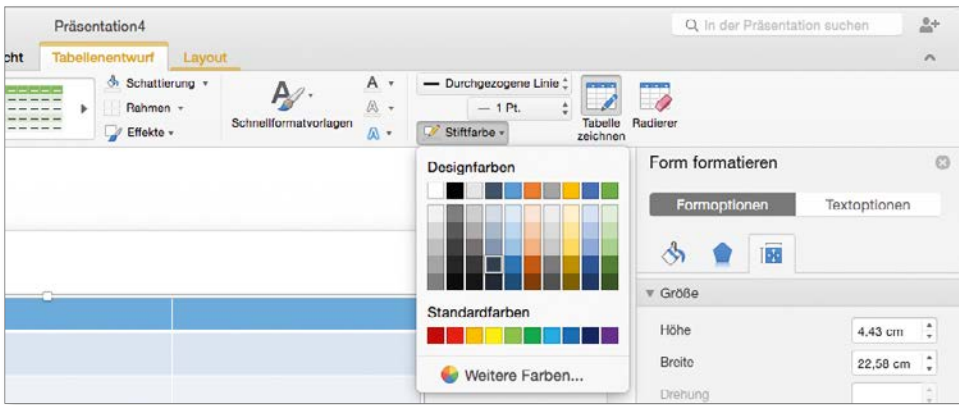 Präsentation4
In der Präsentation suchen
cht Tabellenentwurf Layout
Schattierung
Rahmen
Effekte
Schnellformatvorlagen
A
A
A
Durchgezogene Linie
1 Pt.
Stiftfarbe
Tabelle
zeichnen
Radierer
Designfarben
Standardfarben
Weitere Farben...
Form formatieren
Formoptionen Textoptionen
Größe
Höhe 4,43 cm
Breite 22,58 cm
Drehung